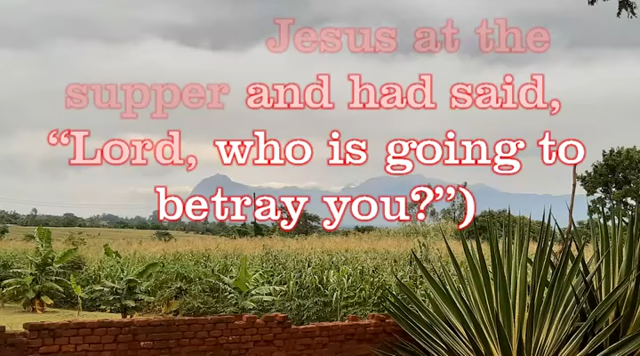 Jesus at the
supper and had said,
“Lord, who is going to
betray you?”)